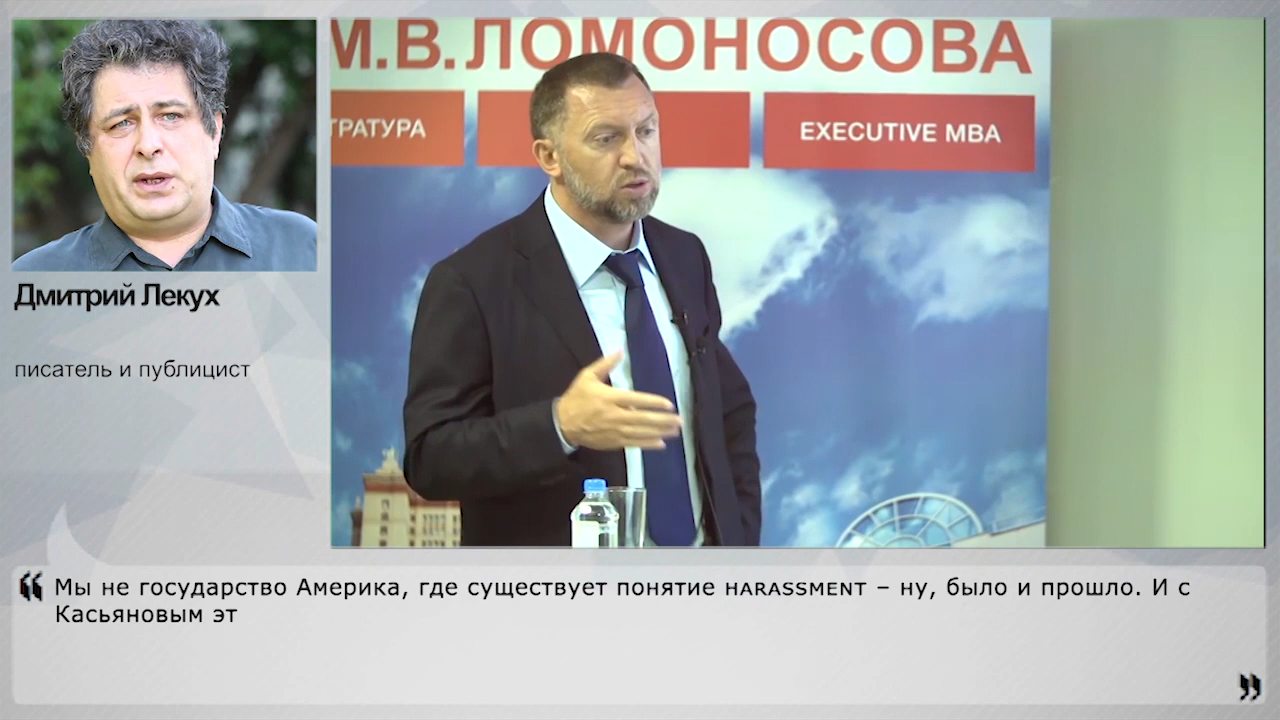 М.В. ЛОМОНОСОВА
ТРАТУРА
EXECUTIVE MBA
Дмитрий Лекух
писатель и публицист
“ Мы не государство Америка, где существует понятие HARASSMENT – ну, было и прошло. И с
Касьяновым эт
”